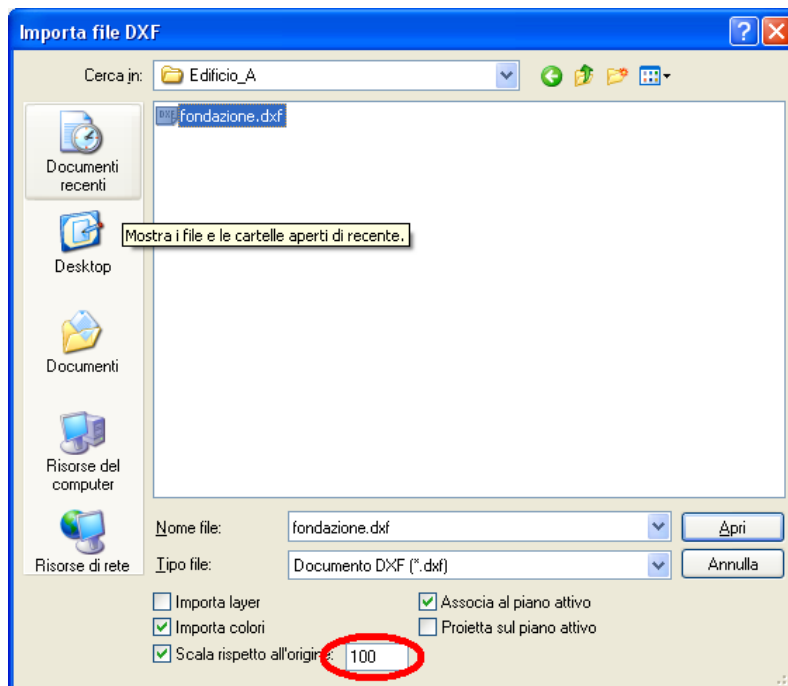 Importa file DXF
Cerca in: Edificio_A
fondazione.dxf
Documenti
recenti
Mostra i file e le cartelle aperti di recente.
Desktop
Documenti
Risorse del
computer
Risorse di rete
Nome file: fondazione.dxf Apri
Tipo file: Documento DXF (*.dxf) Annulla
Importa layer Associa al piano attivo
Importa colori Proietta sul piano attivo
Scala rispetto all'origine: 100